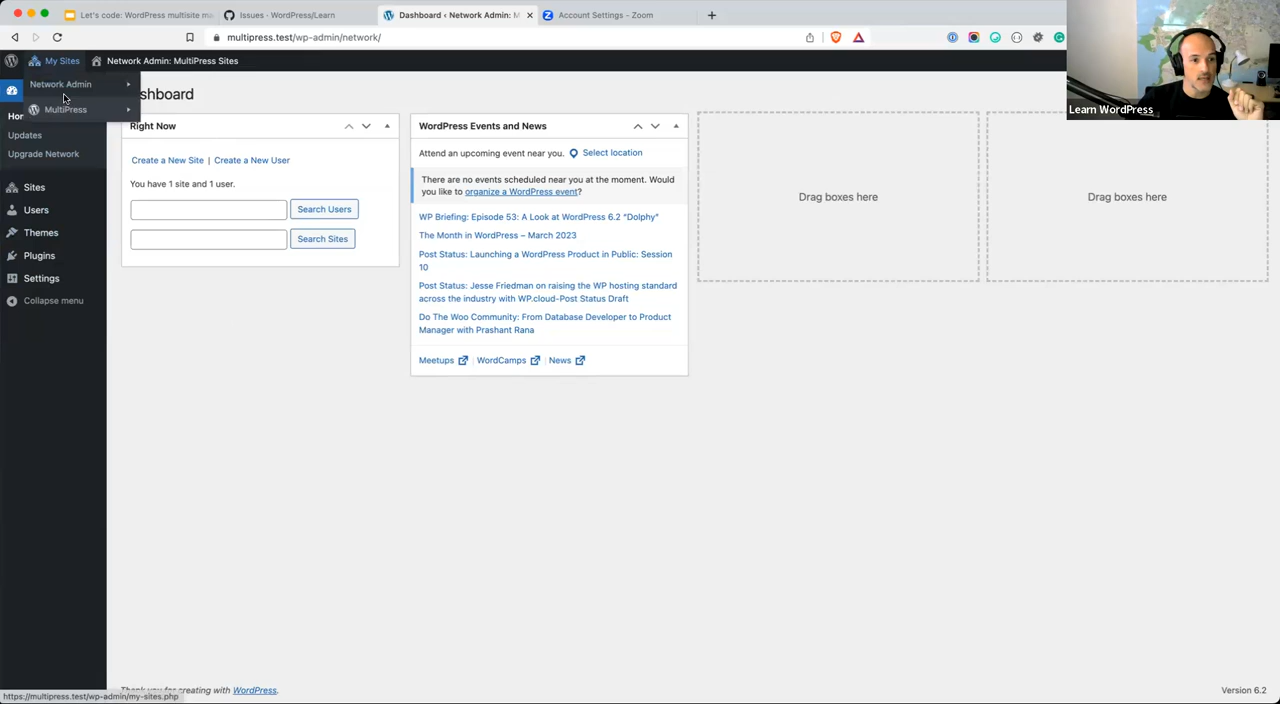 Let's code: WordPress multisite ma
Issues · WordPress/Learn
Dashboard ‹ Network Admin: M
Account Settings - Zoom
multipress.test/wp-admin/network/
My Sites
Network Admin: MultiPress Sites
Network Admin
MultiPress
shboard
Hor
Updates
Upgrade Network
Sites
Users
Themes
Plugins
Settings
Collapse menu
Right Now
Create a New Site | Create a New User
You have 1 site and 1 user.
Search Users
Search Sites
WordPress Events and News
Attend an upcoming event near you. Select location
There are no events scheduled near you at the moment. Would
you like to organize a WordPress event?
WP Briefing: Episode 53: A Look at WordPress 6.2 “Dolphy”
The Month in WordPress – March 2023
Post Status: Launching a WordPress Product in Public: Session
10
Post Status: Jesse Friedman on raising the WP hosting standard
across the industry with WP.cloud-Post Status Draft
Do The Woo Community: From Database Developer to Product
Manager with Prashant Rana
Meetups | WordCamps | News
Drag boxes here
Drag boxes here
Learn WordPress
Thank you for creating with WordPress.
https://multipress.test/wp-admin/my-sites.php
Version 6.2